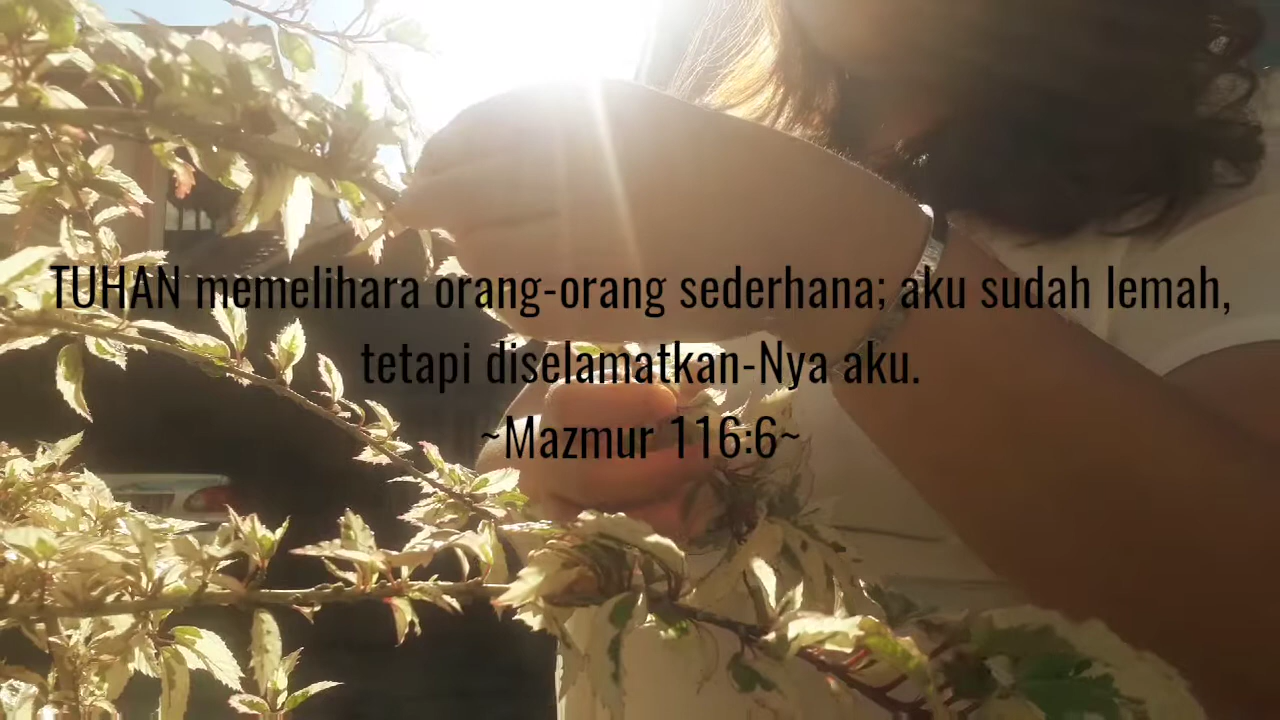 TUHAN memelihara orang-orang sederhana; aku sudah lemah,
tetapi diselamatkan-Nya aku.
~Mazmur 116:6~